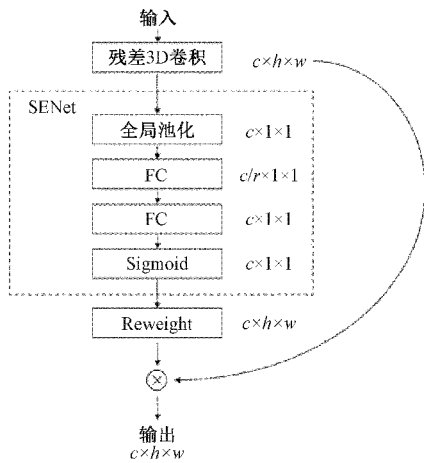 输入
残差3D卷积 c×h×w
SENet
全局池化 c×1×1
FC c/r×1×1
FC c×1×1
Sigmoid c×1×1
Reweight c×h×w
输出
c×h×w